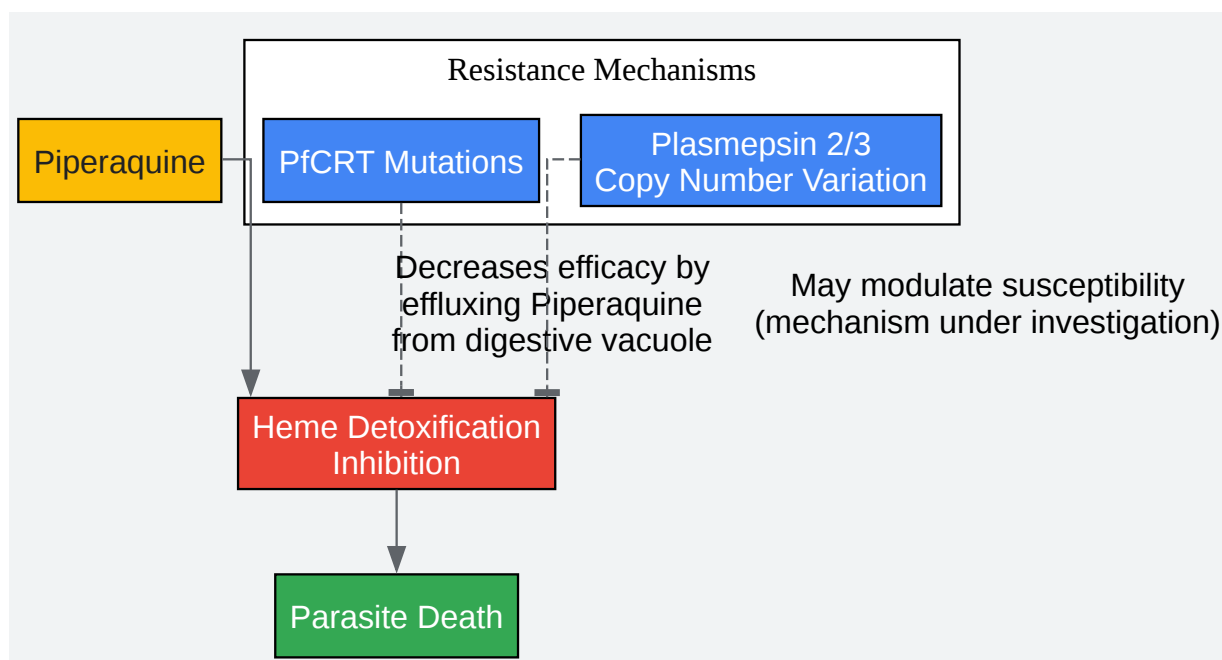 Resistance Mechanisms
Piperaquine
PfCRT Mutations
Plasmepsin 2/3
Copy Number Variation
Decreases efficacy by
effluxing Piperaquine
from digestive vacuole
May modulate susceptibility
(mechanism under investigation)
Heme Detoxification
Inhibition
Parasite Death